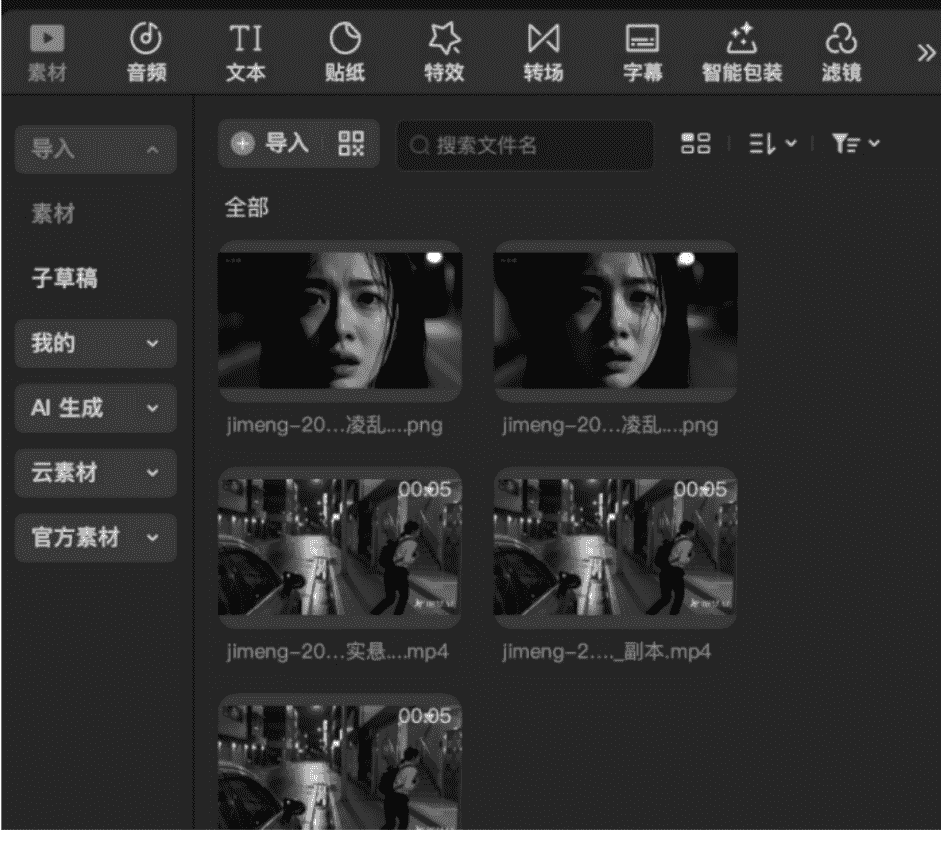 素材 音频 文本 贴纸 特效 转场 字幕 智能包装 滤镜
导入
素材
子草稿
我的
AI 生成
云素材
官方素材
导入 搜索文件名
全部
jimeng-20...凌乱....png jimeng-20...凌乱....png
00:05 00:05
jimeng-20...实悬....mp4 jimeng-2...._副本.mp4
00:05